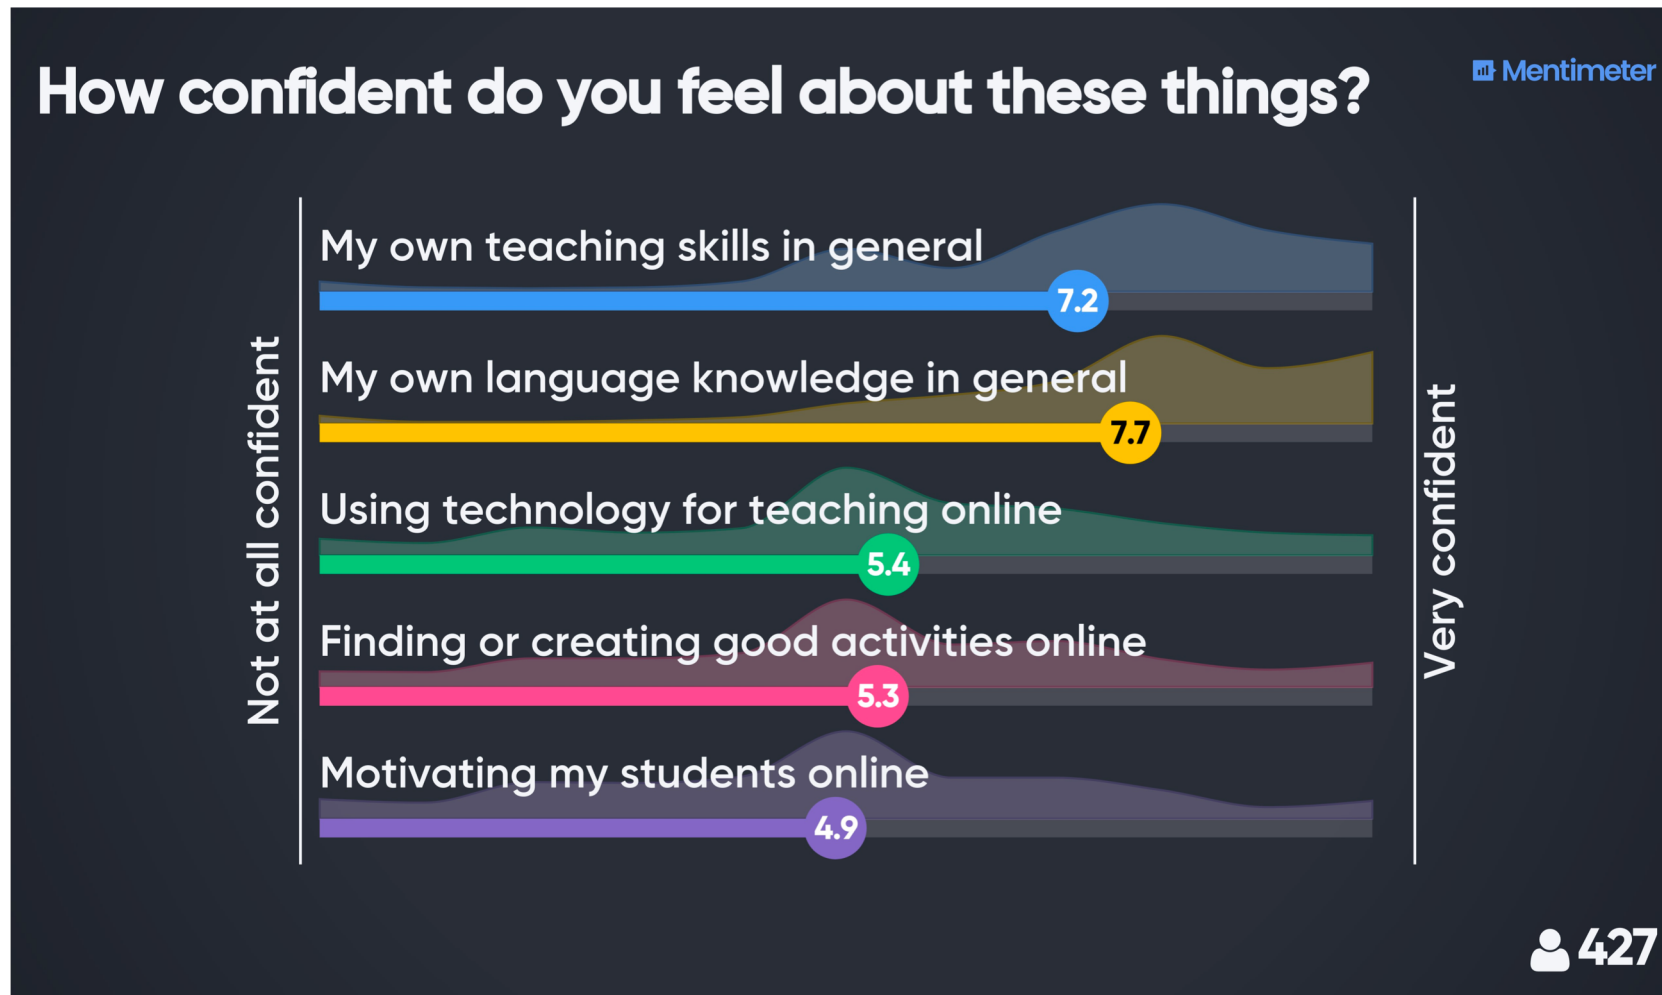 How confident do you feel about these things?
Mentimeter
Not at all confident
My own teaching skills in general
7.2
My own language knowledge in general
7.7
Using technology for teaching online
5.4
Finding or creating good activities online
5.3
Motivating my students online
4.9
Very confident
427